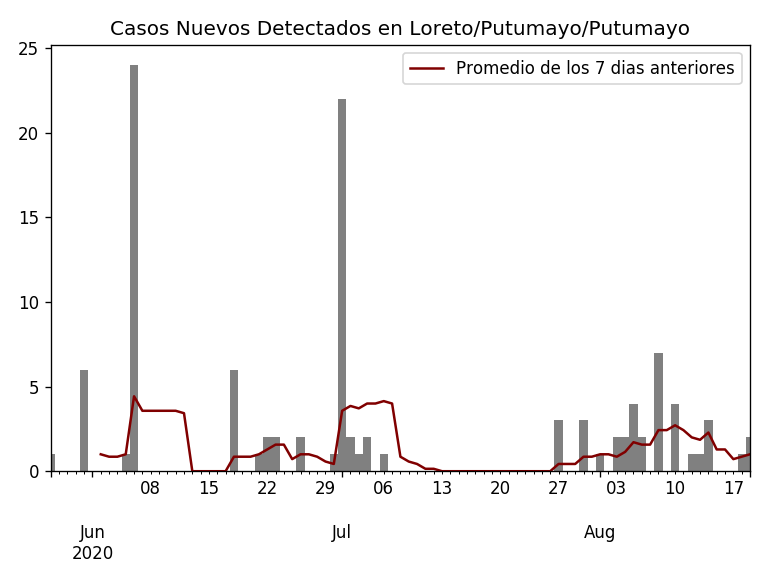 Casos Nuevos Detectados en Loreto/Putumayo/Putumayo
Promedio de los 7 dias anteriores
25
20
15
10
5
0
08 15 22 29 06 13 20 27 03 10 17
Jun Jul Aug
2020